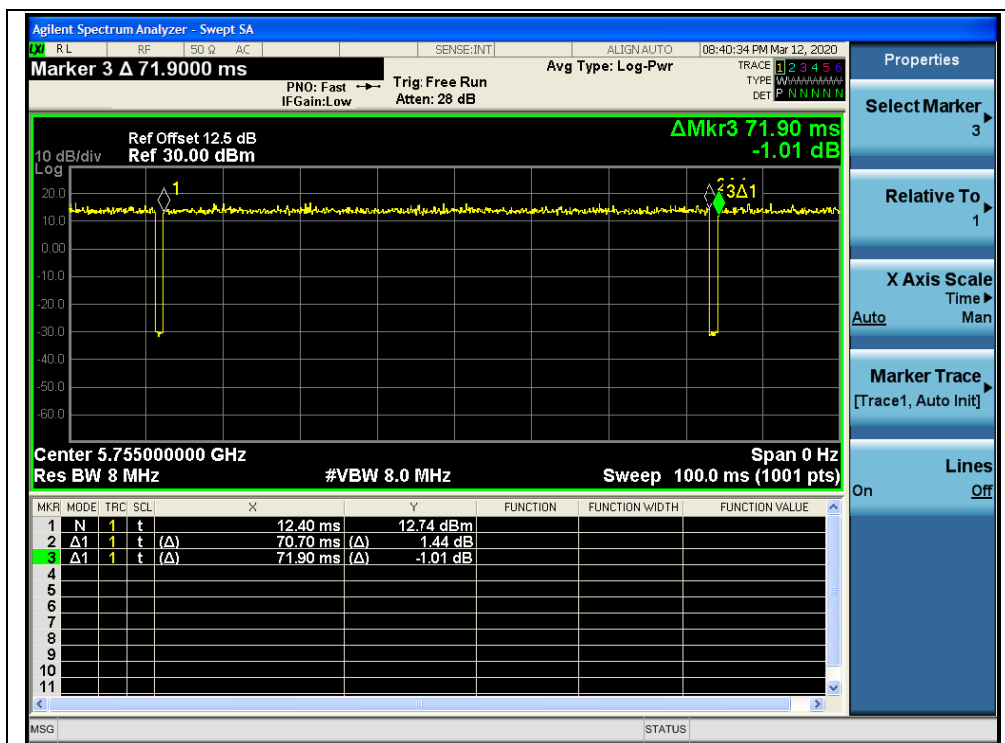 Agilent Spectrum Analyzer - Swept SA
LXI RL RF 50 Ω AC SENSE:INT ALIGN AUTO 08:40:34 PM Mar 12, 2020
Marker 3 Δ 71.9000 ms
PNO: Fast
IFGain:Low
Trig: Free Run
Atten: 28 dB
Avg Type: Log-Pwr
TRACE 1 2 3 4 5 6
TYPE WWWWWW
DET P N N N N N
Ref Offset 12.5 dB
10 dB/div Ref 30.00 dBm
Log
ΔMkr3 71.90 ms
-1.01 dB
20.0
10.0
0.00
-10.0
-20.0
-30.0
-40.0
-50.0
-60.0
1
3Δ1
Center 5.755000000 GHz Span 0 Hz
Res BW 8 MHz #VBW 8.0 MHz Sweep 100.0 ms (1001 pts)
MKR MODE TRC SCL X Y FUNCTION FUNCTION WIDTH FUNCTION VALUE
1 N 1 t 12.40 ms 12.74 dBm
2 Δ1 1 t (Δ) 70.70 ms (Δ) 1.44 dB
3 Δ1 1 t (Δ) 71.90 ms (Δ) -1.01 dB
4
5
6
7
8
9
10
11
MSG STATUS
Properties
Select Marker
3
Relative To
1
X Axis Scale
Time
Auto Man
Marker Trace
[Trace1, Auto Init]
Lines
On Off